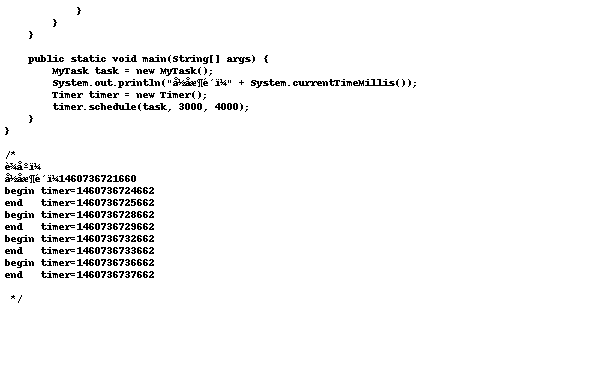 }
}
}
public static void main(String[] args) {
MyTask task = new MyTask();
System.out.println("å½åæ¶é´ï¼" + System.currentTimeMillis());
Timer timer = new Timer();
timer.schedule(task, 3000, 4000);
}
}
/*
è¾åºï¼
å½åæ¶é´ï¼1460736721660
begin timer=1460736724662
end   timer=1460736725662
begin timer=1460736728662
end   timer=1460736729662
begin timer=1460736732662
end   timer=1460736733662
begin timer=1460736736662
end   timer=1460736737662
*/